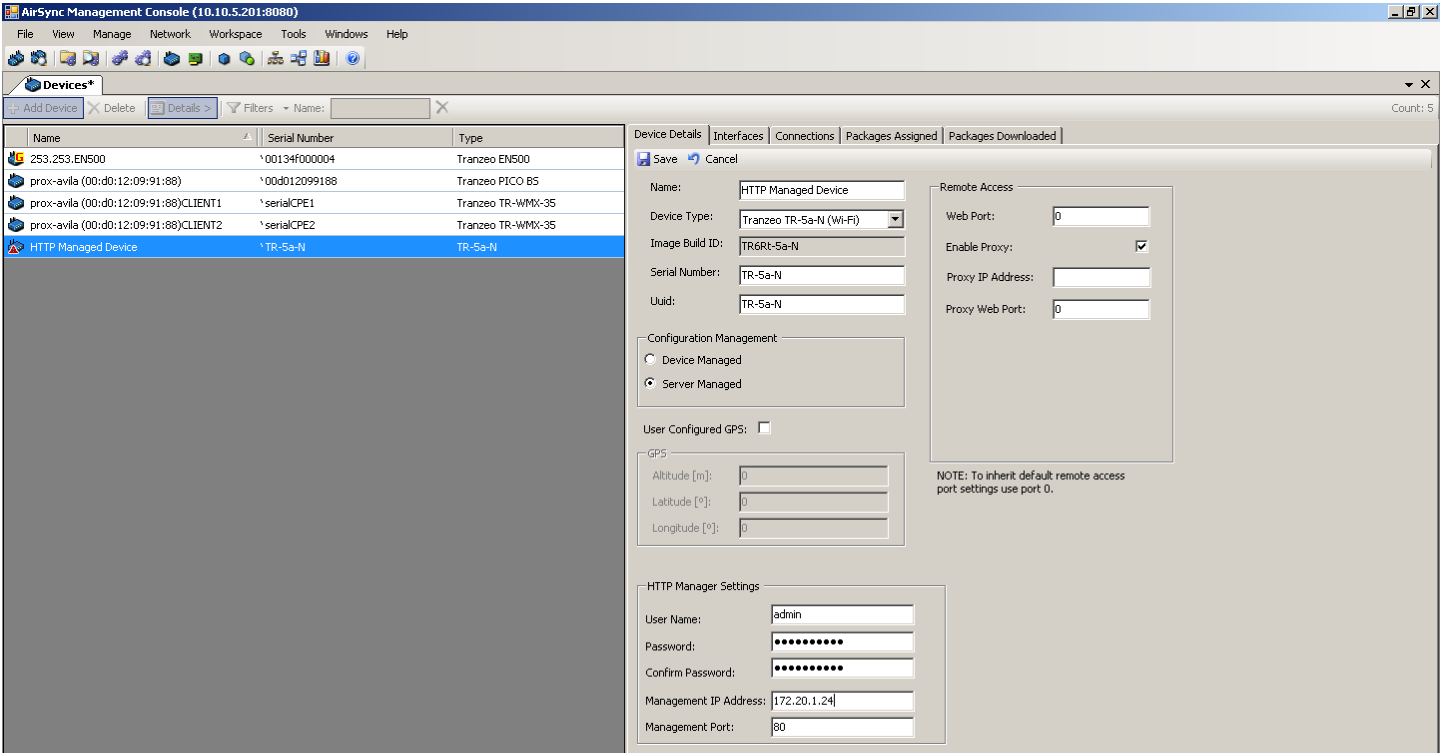 AirSync Management Console (10.10.5.201:8080)
File View Manage Network Workspace Tools Windows Help
Devices*
Add Device Delete Details > Filters Name: Count: 5
Name Serial Number Type
253.253.EN500 '00134f000004 Tranzeo EN500
prox-avila (00:d0:12:09:91:88) '00d012099188 Tranzeo PICO BS
prox-avila (00:d0:12:09:91:88)CLIENT1 'serialCPE1 Tranzeo TR-WMX-35
prox-avila (00:d0:12:09:91:88)CLIENT2 'serialCPE2 Tranzeo TR-WMX-35
HTTP Managed Device 'TR-5a-N TR-5a-N
Device Details Interfaces Connections Packages Assigned Packages Downloaded
Save Cancel
Name: HTTP Managed Device
Device Type: Tranzeo TR-5a-N (Wi-Fi)
Image Build ID: TR6Rt-5a-N
Serial Number: TR-5a-N
Uuid: TR-5a-N
Configuration Management
Device Managed
Server Managed
User Configured GPS:
GPS
Altitude [m]: 0
Latitude [º]: 0
Longitude [º]: 0
Remote Access
Web Port: 0
Enable Proxy:
Proxy IP Address:
Proxy Web Port: 0
NOTE: To inherit default remote access
port settings use port 0.
HTTP Manager Settings
User Name: admin
Password: ●●●●●●●●●●
Confirm Password: ●●●●●●●●●●
Management IP Address: 172.20.1.24
Management Port: 80